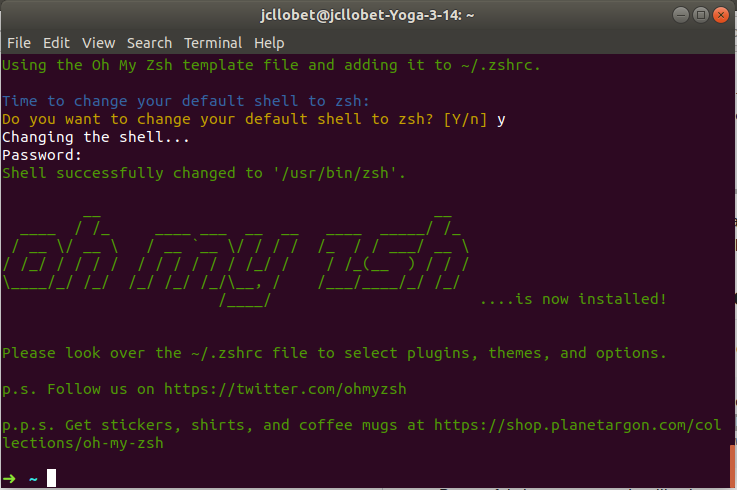 jcllobet@jcllobet-Yoga-3-14: ~
File Edit View Search Terminal Help
Using the Oh My Zsh template file and adding it to ~/.zshrc.
Time to change your default shell to zsh:
Do you want to change your default shell to zsh? [Y/n] y
Changing the shell...
Password:
Shell successfully changed to '/usr/bin/zsh'.
         __                                     __
  ____  / /_     ____ ___  __  __   ____  _____/ /_
 / __ \/ __ \   / __ `__ \/ / / /  /_  / / ___/ __ \
/ /_/ / / / /  / / / / / / /_/ /    / /_(__  ) / / /
\____/_/ /_/  /_/ /_/ /_/\__, /    /___/____/_/ /_/
                        /____/                       ....is now installed!
Please look over the ~/.zshrc file to select plugins, themes, and options.
p.s. Follow us on https://twitter.com/ohmyzsh
p.p.s. Get stickers, shirts, and coffee mugs at https://shop.planetargon.com/col
lections/oh-my-zsh
➜ ~